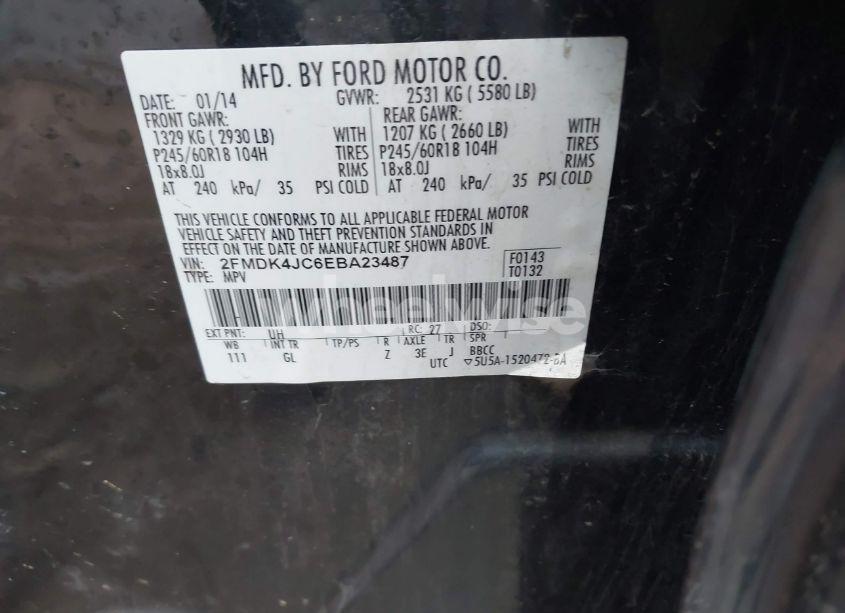 MFD. BY FORD MOTOR CO.
DATE: 01/14 GVWR: 2531 KG ( 5580 LB)
FRONT GAWR: REAR GAWR:
1329 KG ( 2930 LB) WITH 1207 KG ( 2660 LB) WITH
P245/60R18 104H TIRES P245/60R18 104H TIRES
18x8.0J RIMS 18x8.0J RIMS
AT 240 kPa/ 35 PSI COLD AT 240 kPa/ 35 PSI COLD
THIS VEHICLE CONFORMS TO ALL APPLICABLE FEDERAL MOTOR
VEHICLE SAFETY AND THEFT PREVENTION STANDARDS IN
EFFECT ON THE DATE OF MANUFACTURE SHOWN ABOVE.
VIN: 2FMDK4JC6EBA23487 F0143
TYPE: MPV T0132
wheelwise
EXT PNT: UH RC: 27 DSO:
WB INT TR TP/PS R AXLE TR SPR
111 GL Z 3E J BBCC
UTC ▽5U5A-1520472-BA